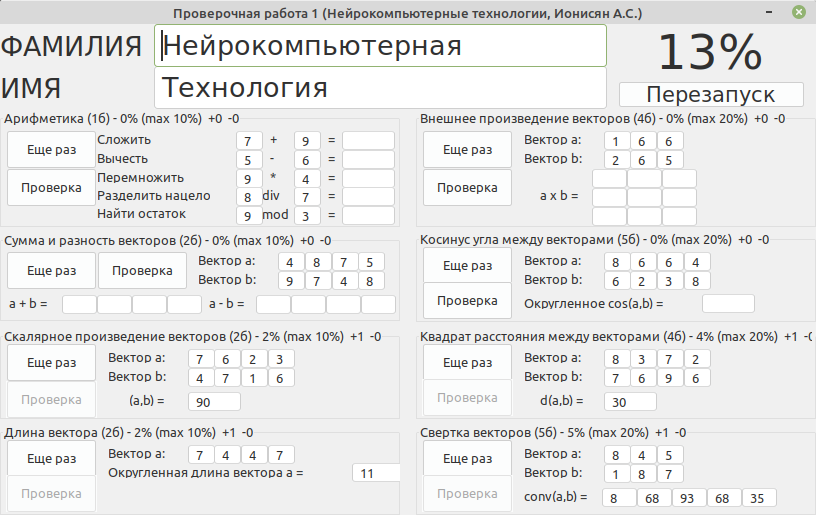 Проверочная работа 1 (Нейрокомпьютерные технологии, Ионисян А.С.)
ФАМИЛИЯ Нейрокомпьютерная 13%
ИМЯ Технология Перезапуск
Арифметика (1б) - 0% (max 10%) +0 -0
Еще раз
Проверка
Сложить 7 + 9 =
Вычесть 5 - 6 =
Перемножить 9 * 4 =
Разделить нацело 8 div 7 =
Найти остаток 9 mod 3 =
Внешнее произведение векторов (4б) - 0% (max 20%) +0 -0
Еще раз
Проверка
Вектор a: 1 6 6
Вектор b: 2 6 5
a x b =
Сумма и разность векторов (2б) - 0% (max 10%) +0 -0
Еще раз Проверка
Вектор a: 4 8 7 5
Вектор b: 9 7 4 8
a + b = a - b =
Косинус угла между векторами (5б) - 0% (max 20%) +0 -0
Еще раз
Проверка
Вектор a: 8 6 6 4
Вектор b: 6 2 3 8
Округленное cos(a,b) =
Скалярное произведение векторов (2б) - 2% (max 10%) +1 -0
Еще раз
Проверка
Вектор a: 7 6 2 3
Вектор b: 4 7 1 6
(a,b) = 90
Квадрат расстояния между векторами (4б) - 4% (max 20%) +1 -0
Еще раз
Проверка
Вектор a: 8 3 7 2
Вектор b: 7 6 9 6
d(a,b) = 30
Длина вектора (2б) - 2% (max 10%) +1 -0
Еще раз
Проверка
Вектор a: 7 4 4 7
Округленная длина вектора a = 11
Свертка векторов (5б) - 5% (max 20%) +1 -0
Еще раз
Проверка
Вектор a: 8 4 5
Вектор b: 1 8 7
conv(a,b) = 8 68 93 68 35